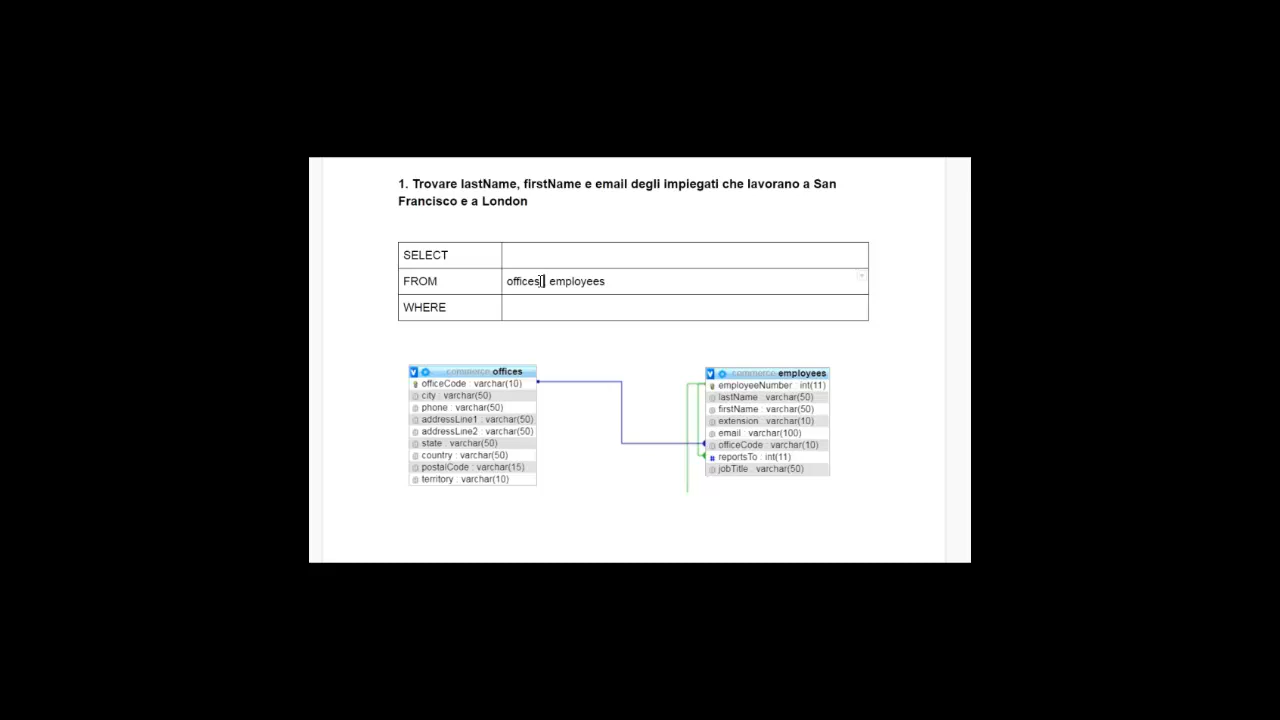 1. Trovare lastName, firstName e email degli impiegati che lavorano a San
Francisco e a London
SELECT
FROM offices, employees
WHERE
commerce offices
officeCode : varchar(10)
city : varchar(50)
phone : varchar(50)
addressLine1 : varchar(50)
addressLine2 : varchar(50)
state : varchar(50)
country : varchar(50)
postalCode : varchar(15)
territory : varchar(10)
commerce employees
employeeNumber : int(11)
lastName : varchar(50)
firstName : varchar(50)
extension : varchar(10)
email : varchar(100)
officeCode : varchar(10)
# reportsTo : int(11)
jobTitle : varchar(50)